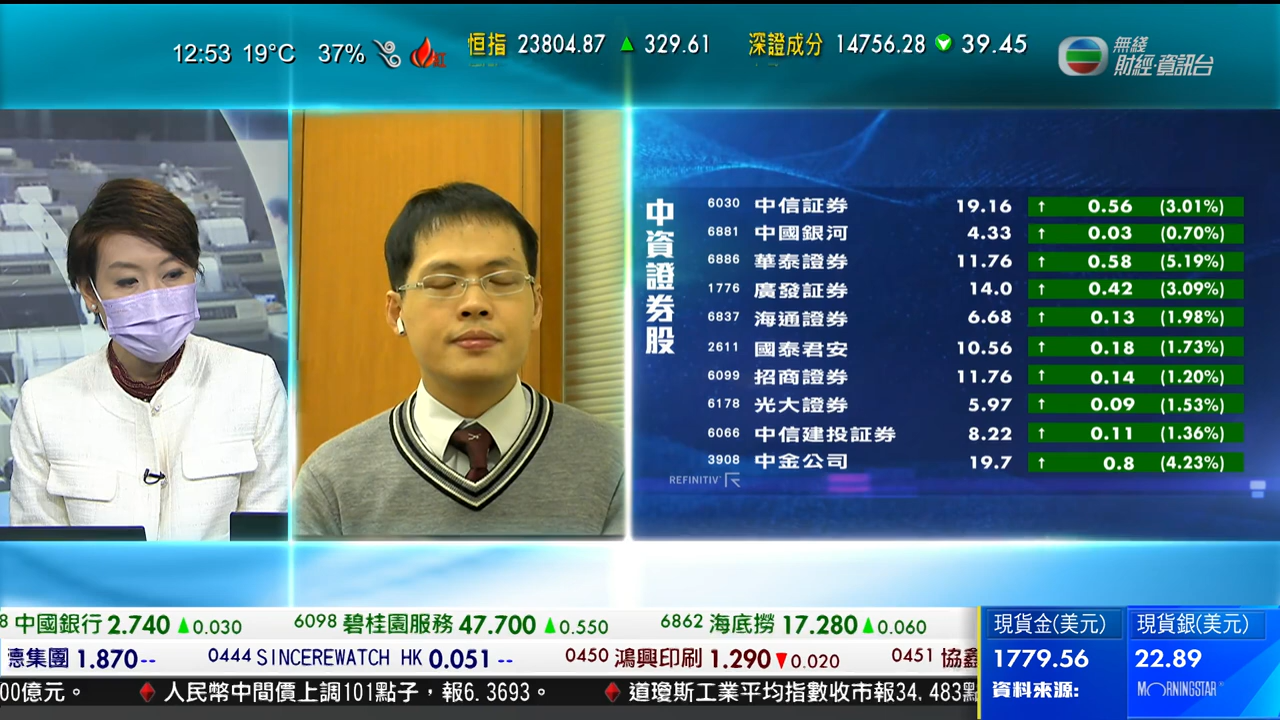 12:53 19°C 37%
恒指 23804.87 ▲ 329.61 深證成分 14756.28 ▼ 39.45
無綫
財經·資訊台
中資證券股
6030 中信証券 19.16 ↑ 0.56 (3.01%)
6881 中國銀河 4.33 ↑ 0.03 (0.70%)
6886 華泰證券 11.76 ↑ 0.58 (5.19%)
1776 廣發証券 14.0 ↑ 0.42 (3.09%)
6837 海通證券 6.68 ↑ 0.13 (1.98%)
2611 國泰君安 10.56 ↑ 0.18 (1.73%)
6099 招商證券 11.76 ↑ 0.14 (1.20%)
6178 光大證券 5.97 ↑ 0.09 (1.53%)
6066 中信建投証券 8.22 ↑ 0.11 (1.36%)
3908 中金公司 19.7 ↑ 0.8 (4.23%)
REFINITIV
8 中國銀行 2.740 ▲0.030 6098 碧桂園服務 47.700 ▲0.550 6862 海底撈 17.280 ▲0.060
德集團 1.870-- 0444 SINCEREWATCH HK 0.051 -- 0450 鴻興印刷 1.290 ▼0.020 0451 協鑫
00億元。 ♦ 人民幣中間價上調101點子，報6.3693。 ♦ 道瓊斯工業平均指數收市報34,483點
現貨金(美元)
1779.56
資料來源:
現貨銀(美元)
22.89
MORNINGSTAR